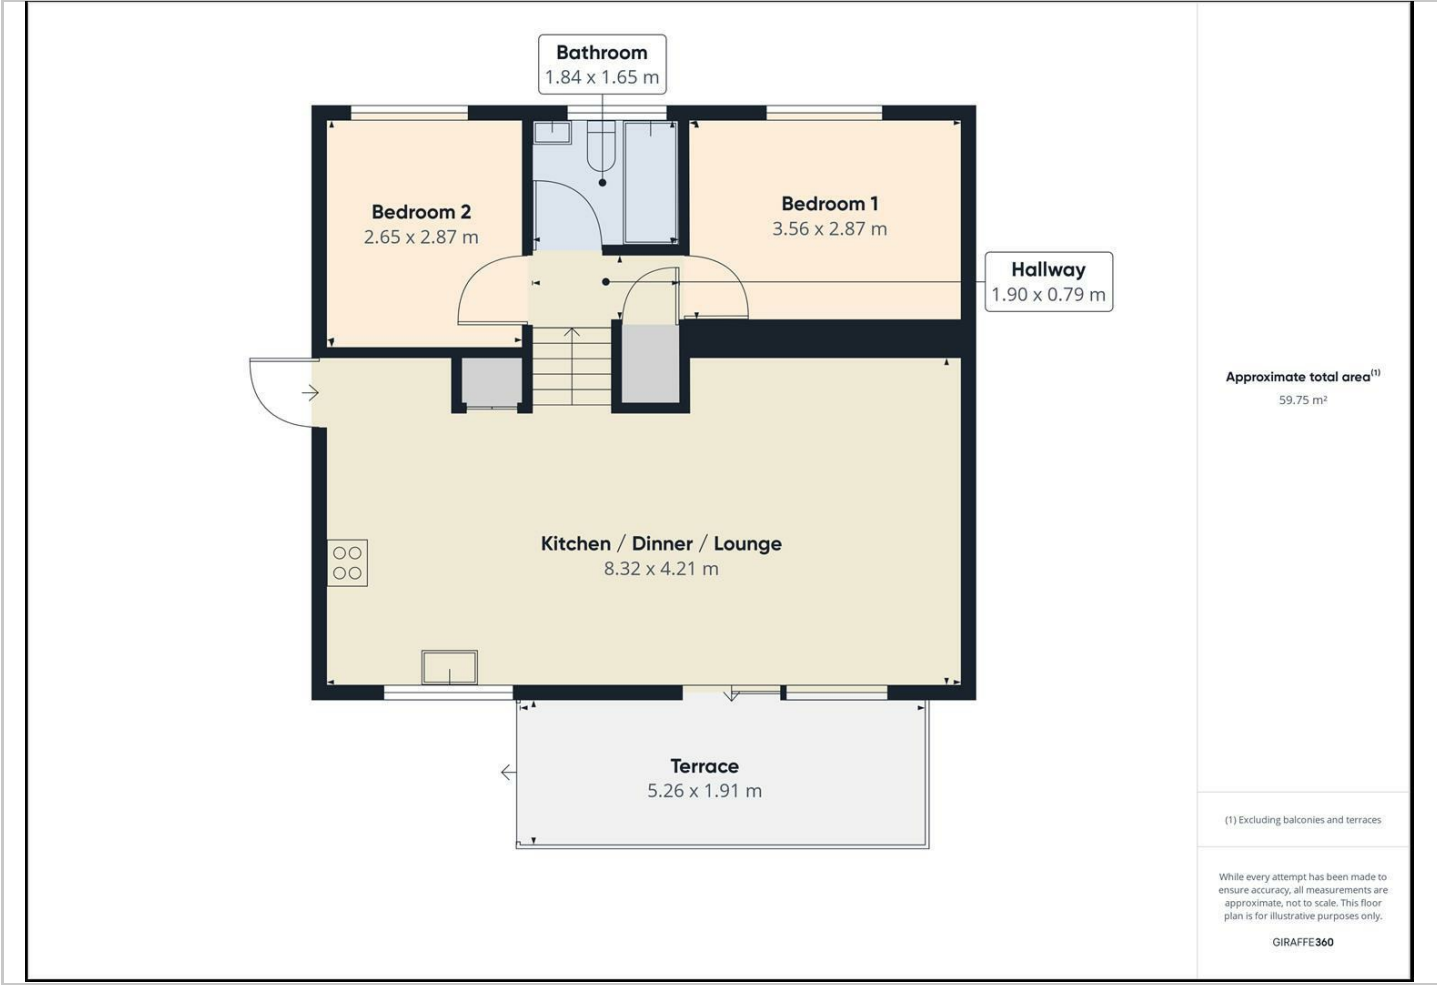 Bathroom
1.84 x 1.65 m
Bedroom 2
2.65 x 2.87 m
Bedroom 1
3.56 x 2.87 m
Hallway
1.90 x 0.79 m
Kitchen / Dinner / Lounge
8.32 x 4.21 m
Terrace
5.26 x 1.91 m
Approximate total area(1)
59.75 m²
(1) Excluding balconies and terraces
While every attempt has been made to
ensure accuracy, all measurements are
approximate, not to scale. This floor
plan is for illustrative purposes only.
GIRAFFE360